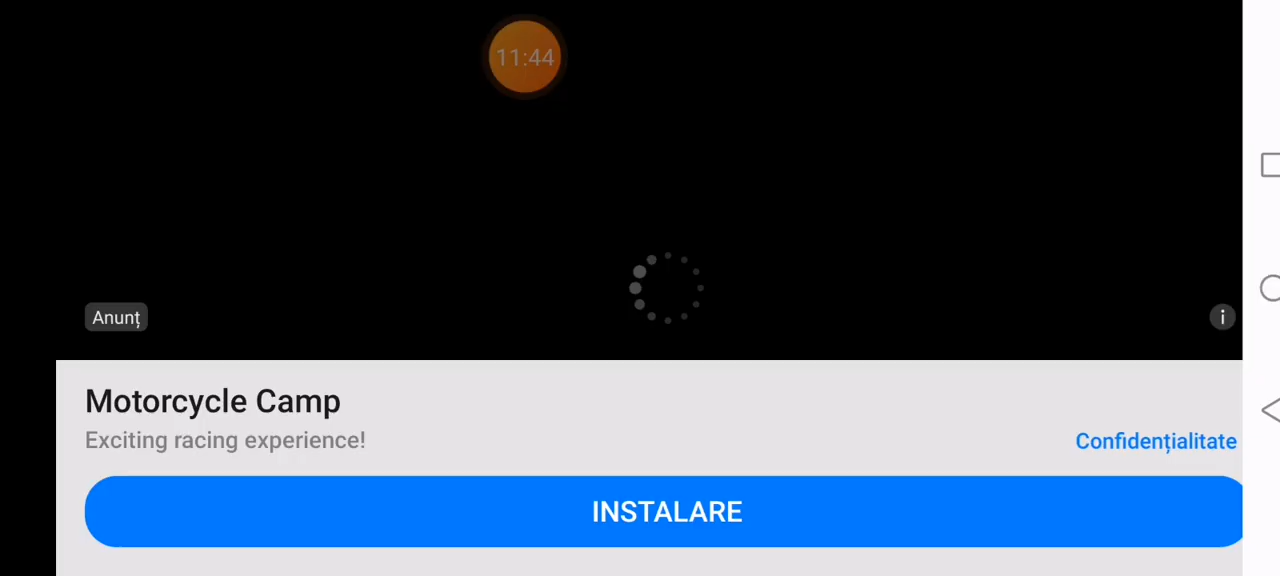 11:44
Anunț
i
Motorcycle Camp
Exciting racing experience!
Confidențialitate
INSTALARE